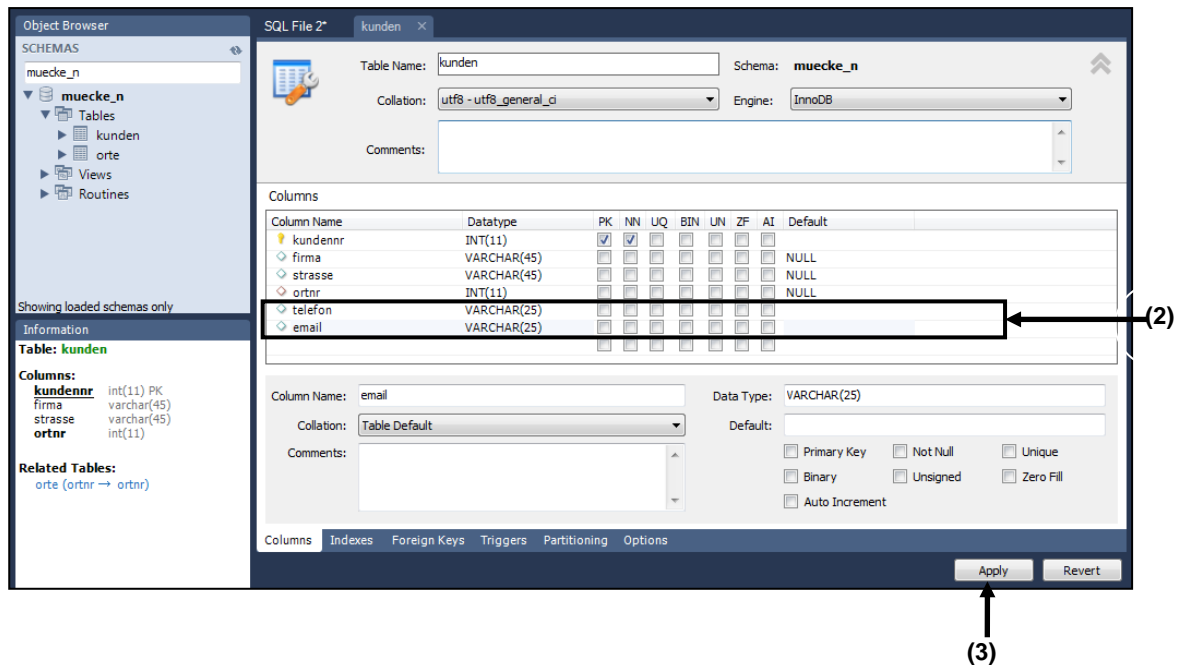 Object Browser
SCHEMAS
muecke_n
muecke_n
Tables
kunden
orte
Views
Routines
Showing loaded schemas only
Information
Table: kunden
Columns:
kundennr int(11) PK
firma varchar(45)
strasse varchar(45)
ortnr int(11)
Related Tables:
orte (ortnr → ortnr)
SQL File 2* kunden ×
Table Name: kunden Schema: muecke_n
Collation: utf8 - utf8_general_ci Engine: InnoDB
Comments:
Columns
Column Name Datatype PK NN UQ BIN UN ZF AI Default
kundennr INT(11)
firma VARCHAR(45) NULL
strasse VARCHAR(45) NULL
ortnr INT(11) NULL
telefon VARCHAR(25)
email VARCHAR(25)
(2)
Column Name: email Data Type: VARCHAR(25)
Collation: Table Default Default:
Comments: Primary Key Not Null Unique
Binary Unsigned Zero Fill
Auto Increment
Columns Indexes Foreign Keys Triggers Partitioning Options
Apply Revert
(3)